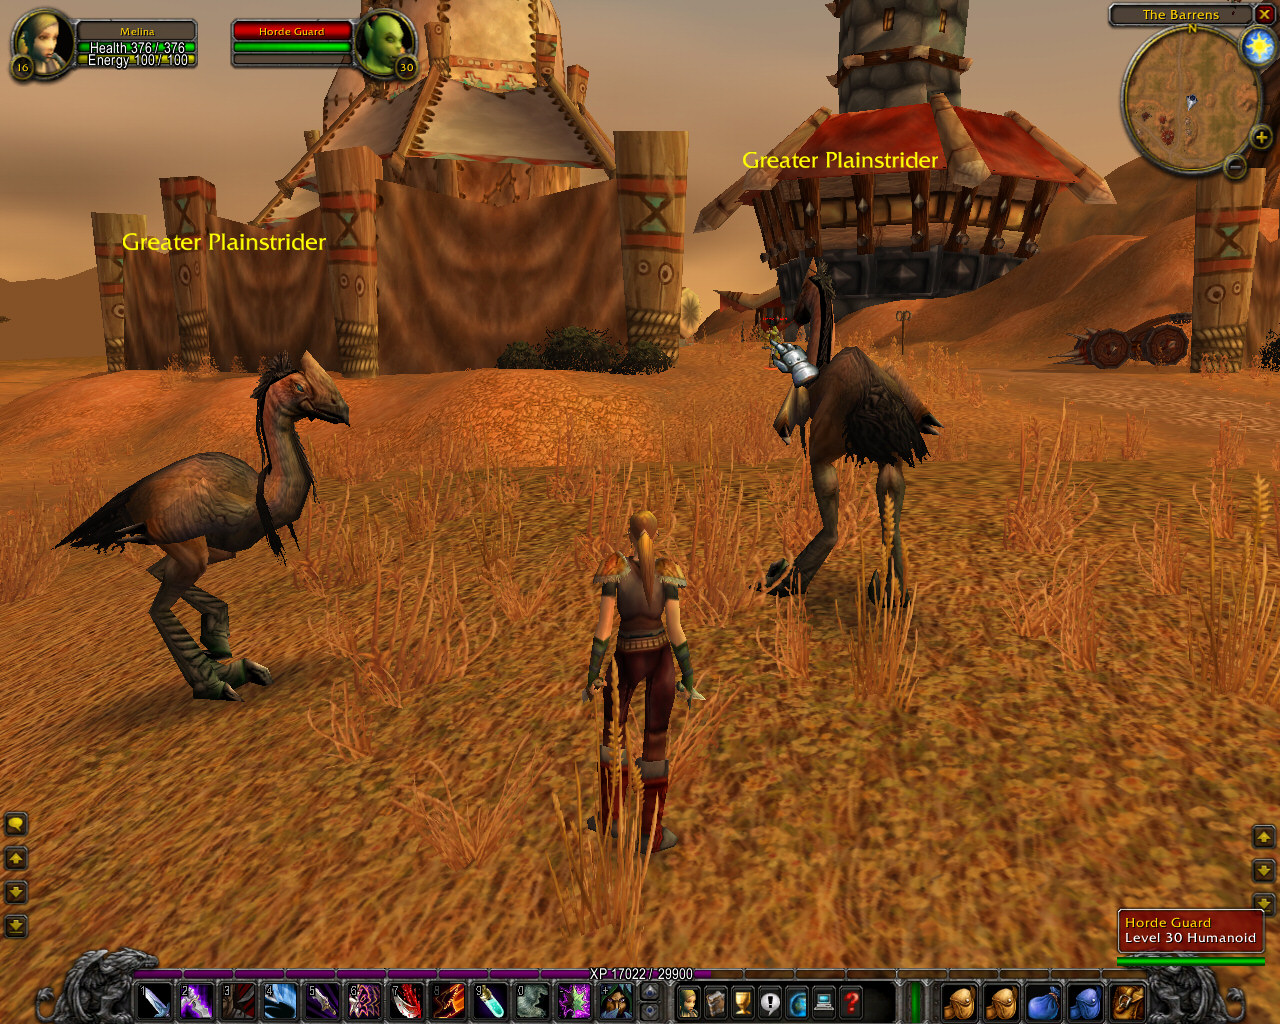 Melina
Health 376 / 376
Energy 100 / 100
16
Horde Guard
30
The Barrens
N
Greater Plainstrider
Greater Plainstrider
Horde Guard
Level 30 Humanoid
XP 17022 / 29900
1 2 3 4 5 6 7 8 9 0 - +